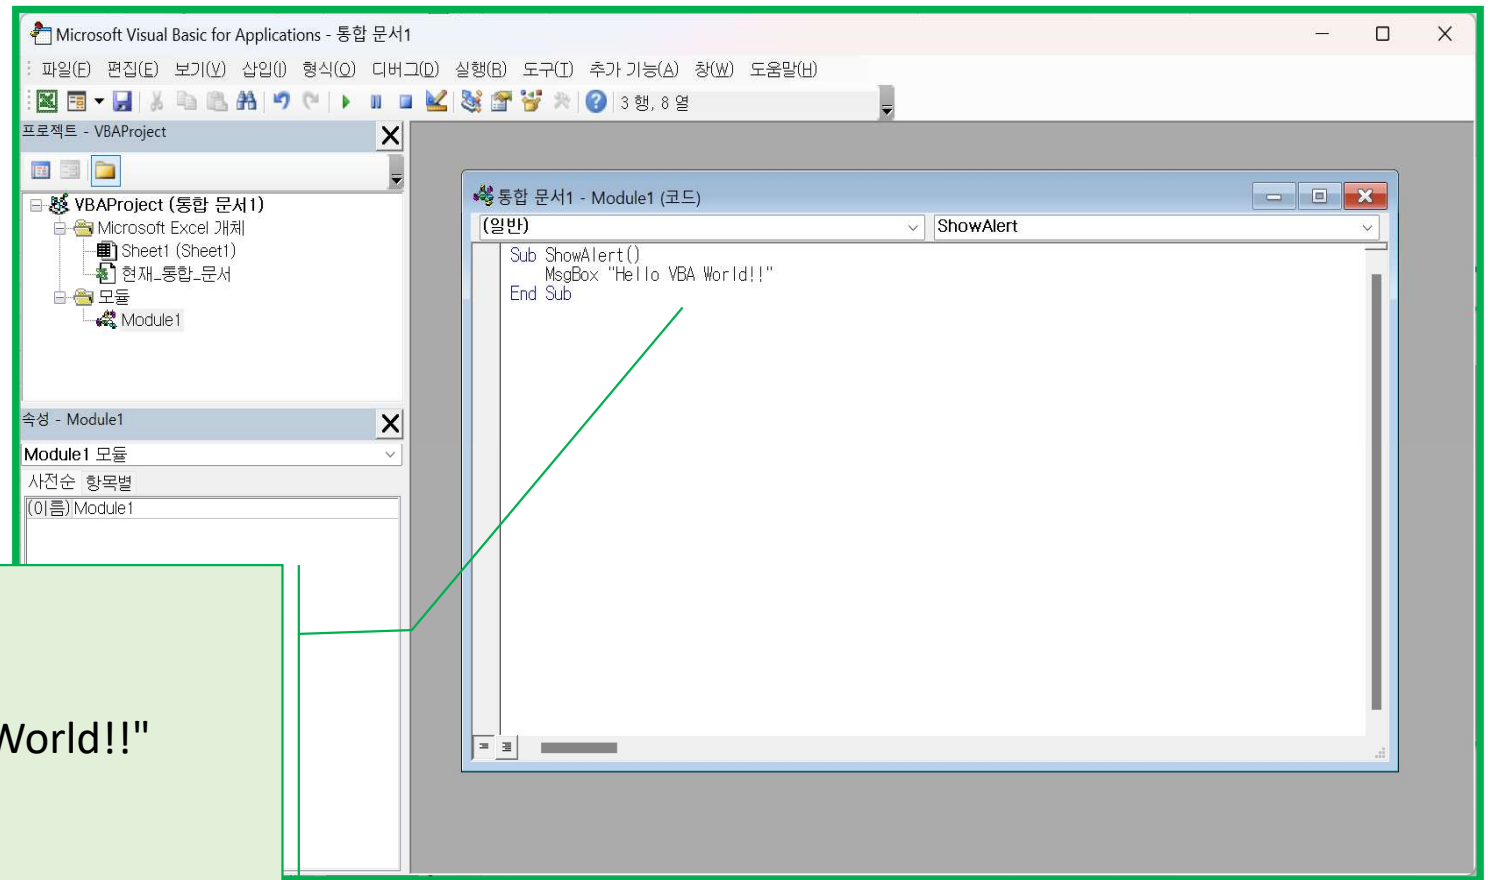 Microsoft Visual Basic for Applications - 통합 문서1
파일(F) 편집(E) 보기(V) 삽입(I) 형식(O) 디버그(D) 실행(R) 도구(T) 추가 기능(A) 창(W) 도움말(H)
3 행, 8 열
프로젝트 - VBAProject
VBAProject (통합 문서1)
Microsoft Excel 개체
Sheet1 (Sheet1)
현재_통합_문서
모듈
Module1
속성 - Module1
Module1 모듈
사전순 항목별
(이름) Module1
통합 문서1 - Module1 (코드)
(일반) ShowAlert
Sub ShowAlert()
MsgBox "Hello VBA World!!"
End Sub
World!!"